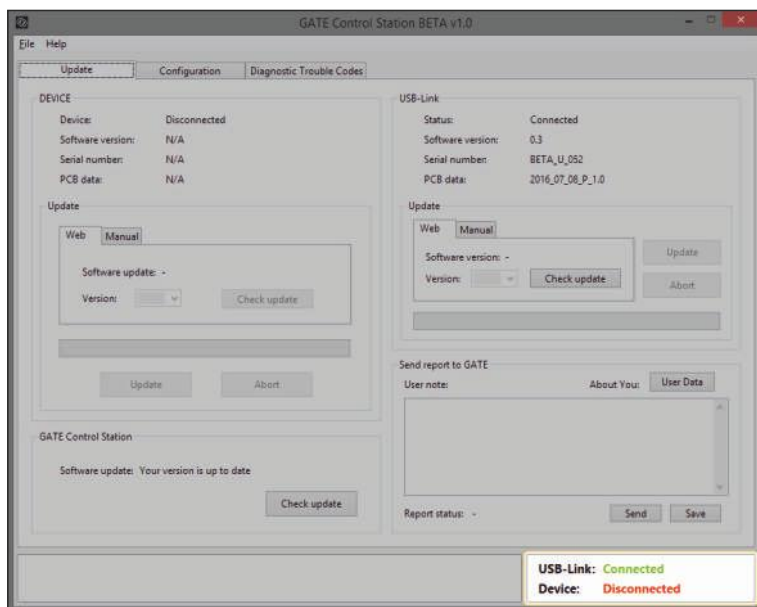 GATE Control Station BETA v1.0
File Help
Update Configuration Diagnostic Trouble Codes
DEVICE
Device: Disconnected
Software version: N/A
Serial number: N/A
PCB data: N/A
Update
Web Manual
Software update: -
Version: Check update
Update Abort
GATE Control Station
Software update: Your version is up to date
Check update
USB-Link
Status: Connected
Software version: 0.3
Serial number: BETA_U_052
PCB data: 2016_07_08_P_1.0
Update
Web Manual
Software version: -
Version: Check update
Update
Abort
Send report to GATE
User note: About You: User Data
Report status: - Send Save
USB-Link: Connected
Device: Disconnected